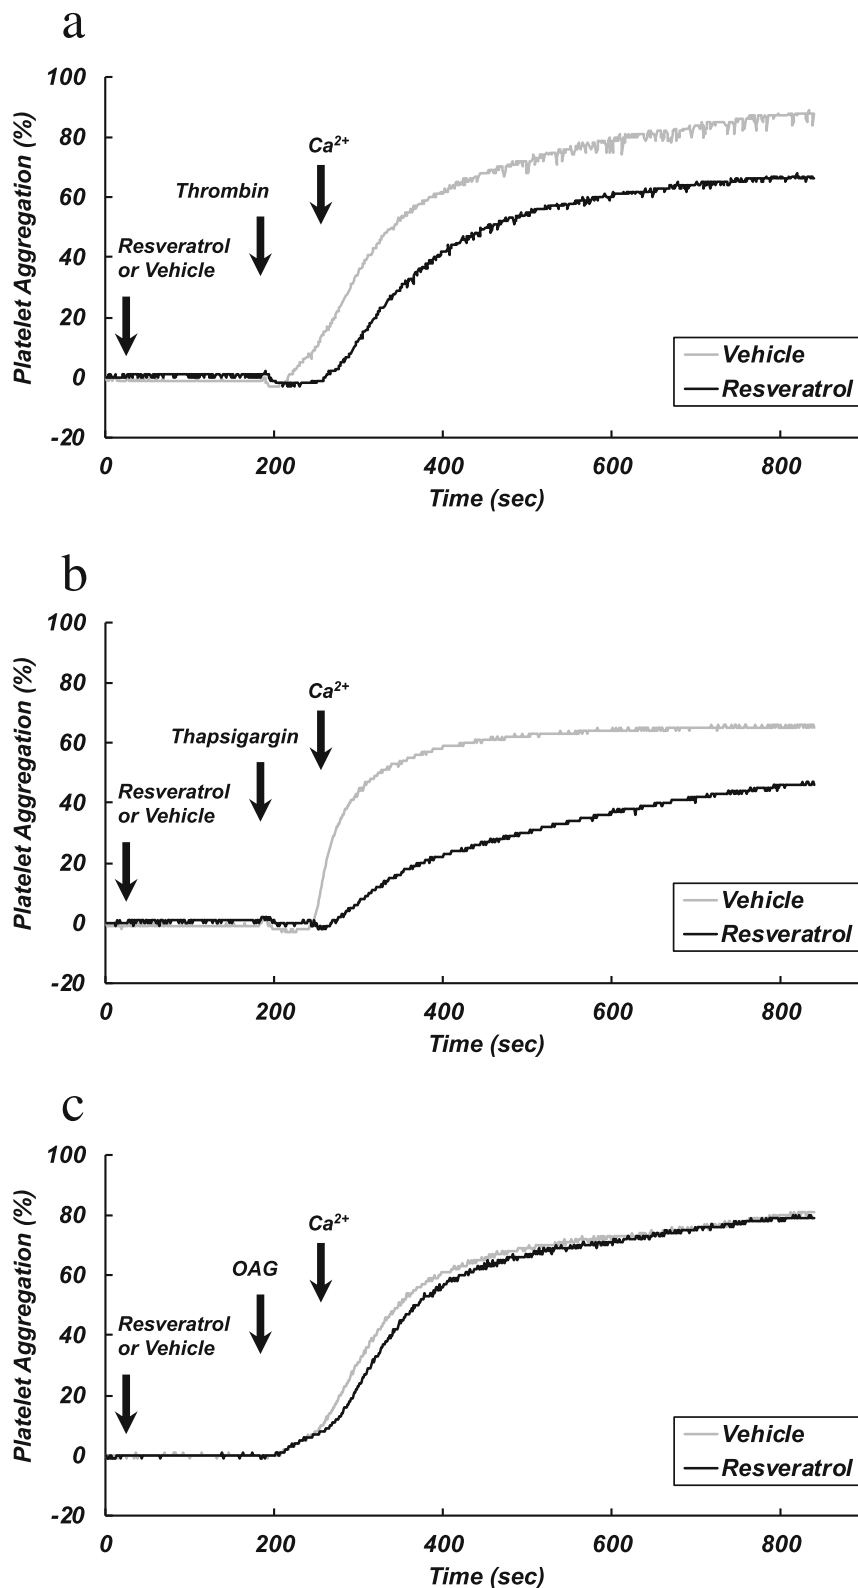 a
Platelet Aggregation (%)
100
80
60
40
20
0
-20
Resveratrol
or Vehicle
Thrombin
Ca²⁺
Vehicle
Resveratrol
0 200 400 600 800
Time (sec)
b
Platelet Aggregation (%)
100
80
60
40
20
0
-20
Resveratrol
or Vehicle
Thapsigargin
Ca²⁺
Vehicle
Resveratrol
0 200 400 600 800
Time (sec)
c
Platelet Aggregation (%)
100
80
60
40
20
0
-20
Resveratrol
or Vehicle
OAG
Ca²⁺
Vehicle
Resveratrol
0 200 400 600 800
Time (sec)